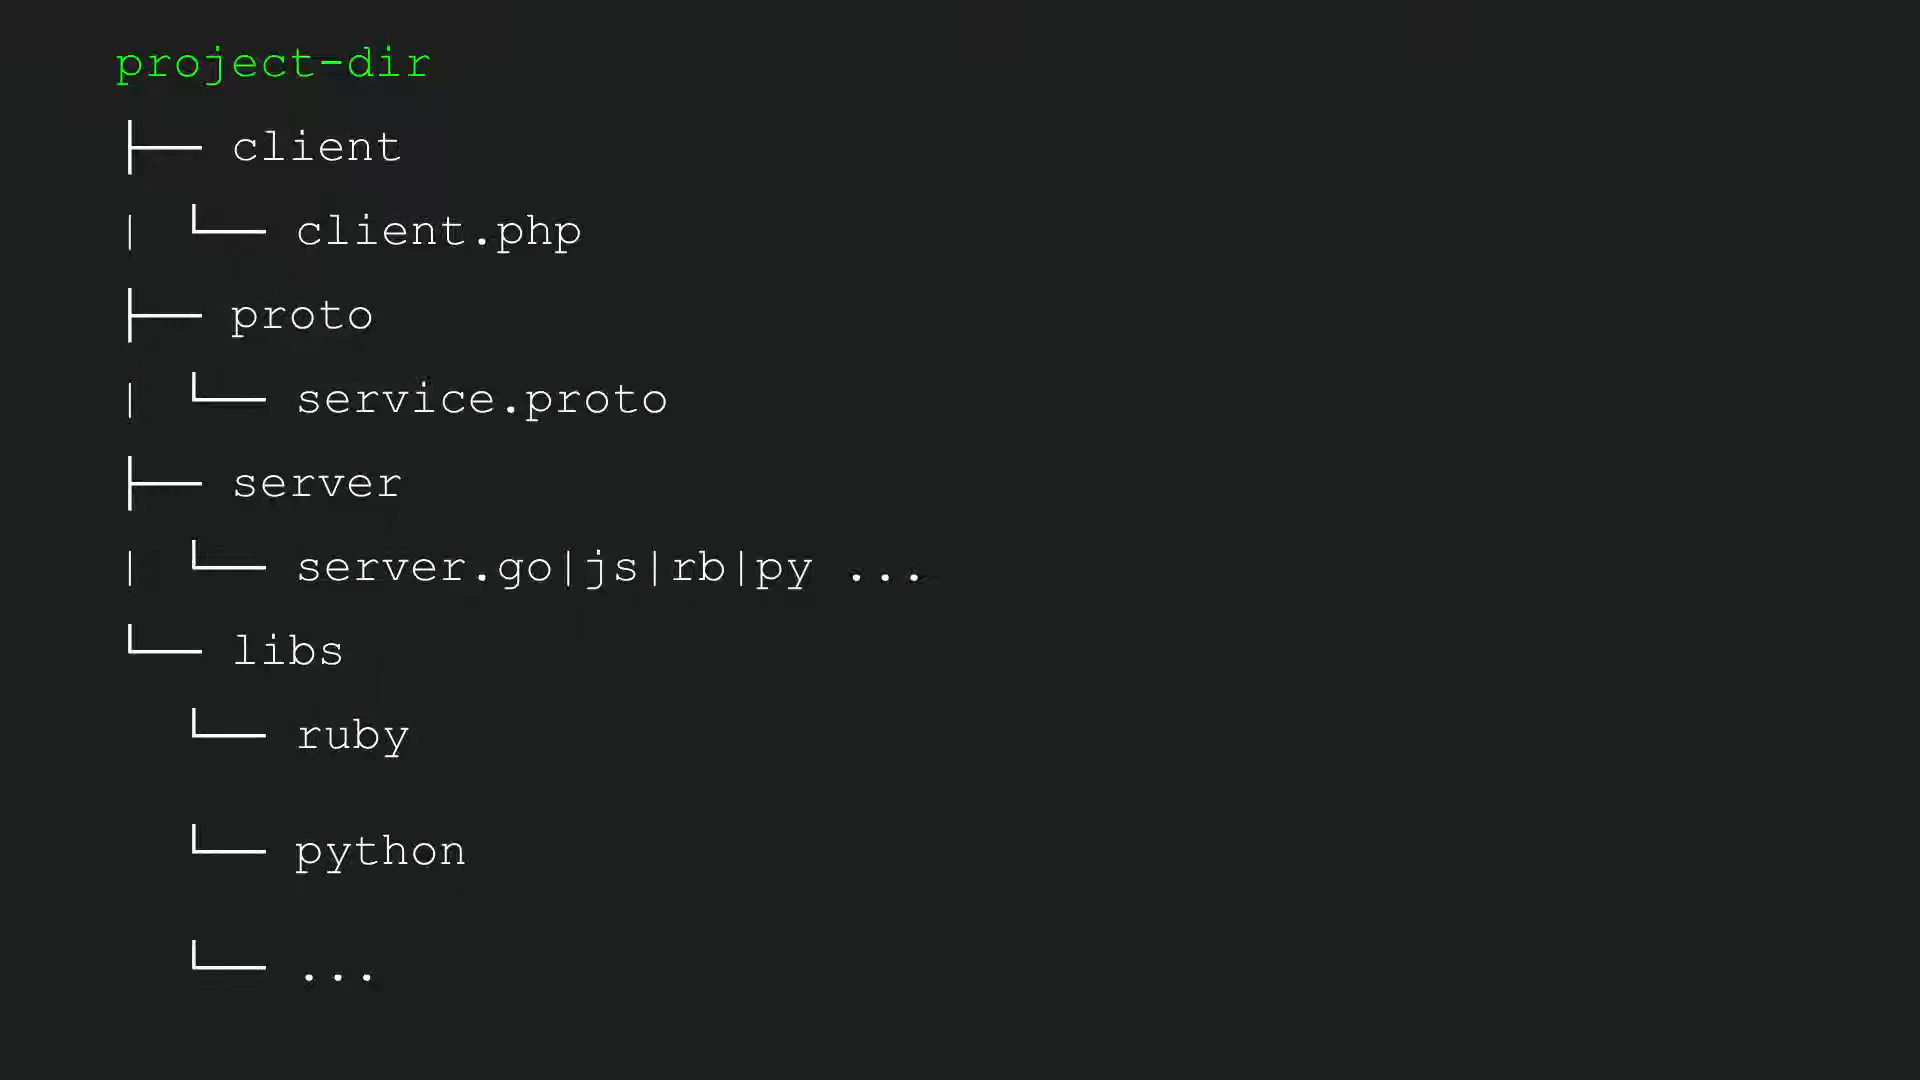 project-dir
├── client
| └── client.php
├── proto
| └── service.proto
├── server
| └── server.go|js|rb|py ...
└── libs
└── ruby
└── python
└── ...